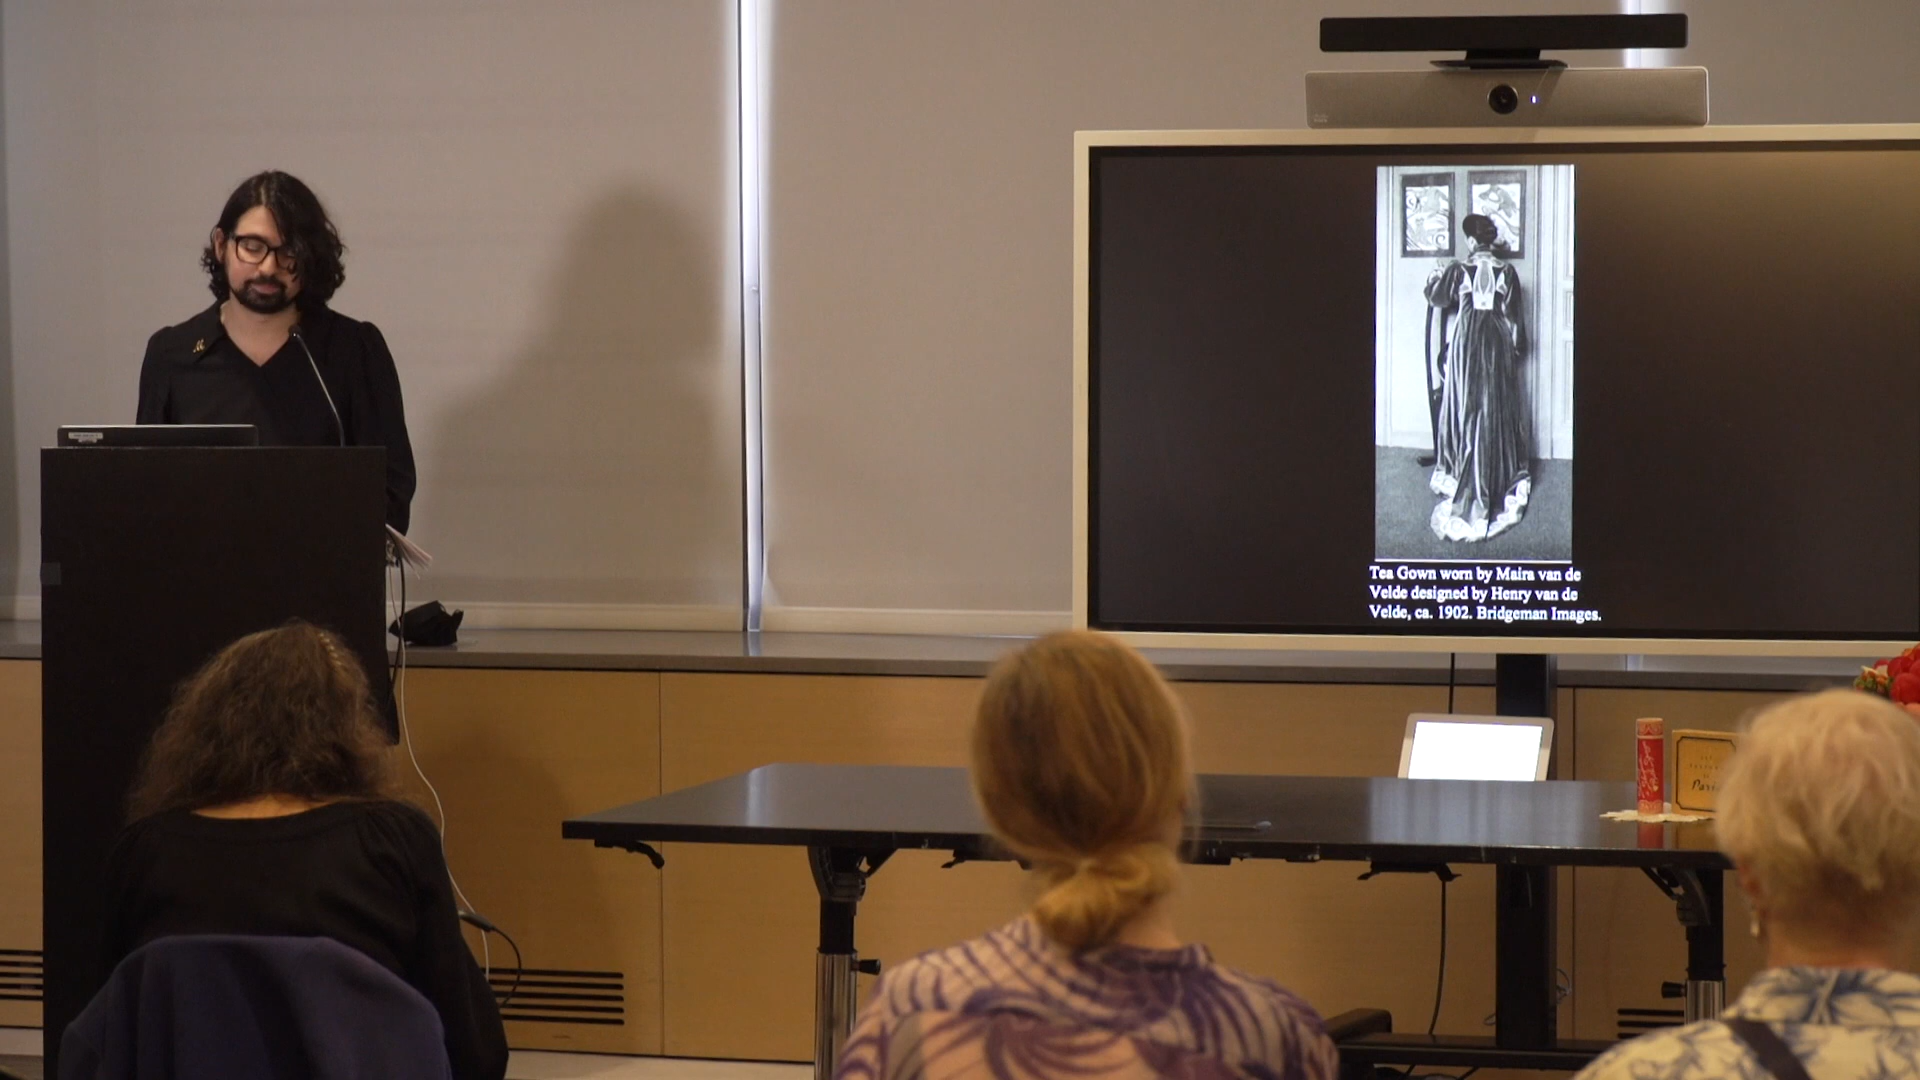 Tea Gown worn by Maira van de
Velde designed by Henry van de
Velde, ca. 1902. Bridgeman Images.